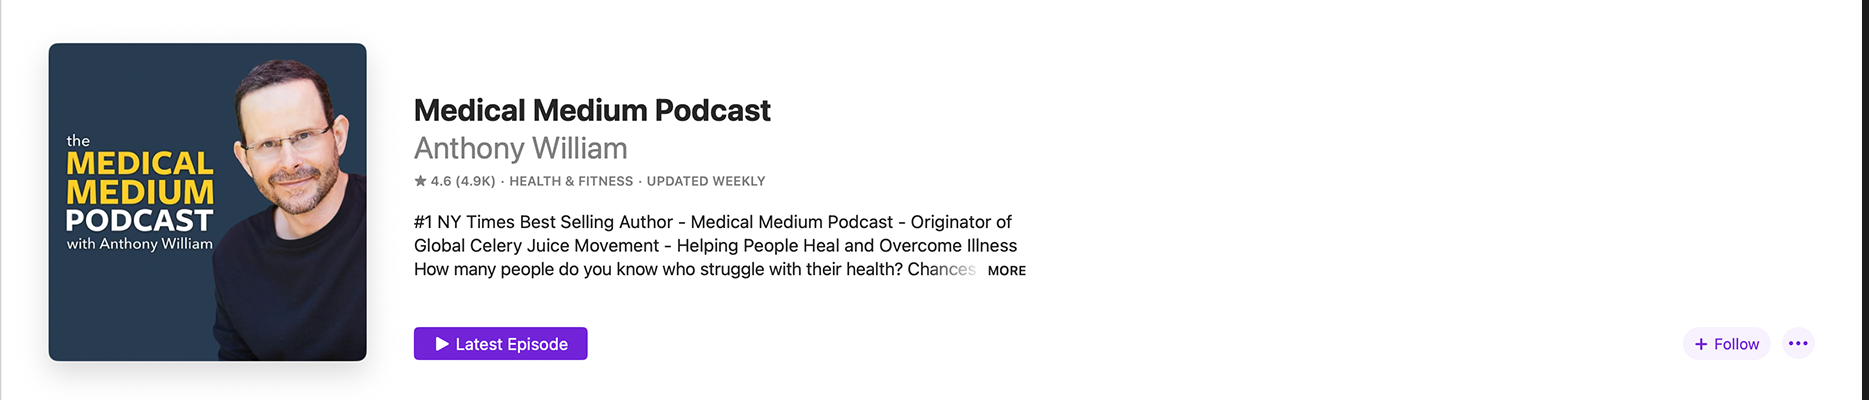 the
MEDICAL
MEDIUM
PODCAST
with Anthony William
Medical Medium Podcast
Anthony William
★ 4.6 (4.9K) · HEALTH & FITNESS · UPDATED WEEKLY
#1 NY Times Best Selling Author - Medical Medium Podcast - Originator of
Global Celery Juice Movement - Helping People Heal and Overcome Illness
How many people do you know who struggle with their health? Chances MORE
Latest Episode
+ Follow